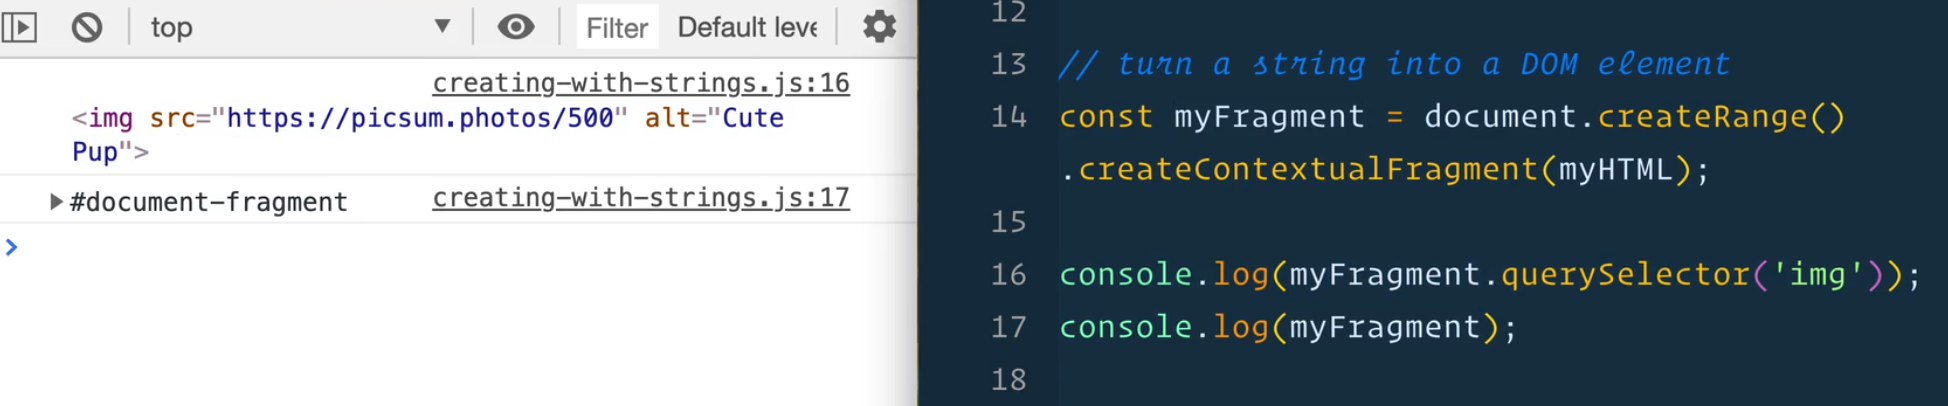 top
Filter
Default leve
creating-with-strings.js:16
<img src="https://picsum.photos/500" alt="Cute
Pup">
#document-fragment
creating-with-strings.js:17
12
13 // turn a string into a DOM element
14 const myFragment = document.createRange()
.createContextualFragment(myHTML);
15
16 console.log(myFragment.querySelector('img'));
17 console.log(myFragment);
18